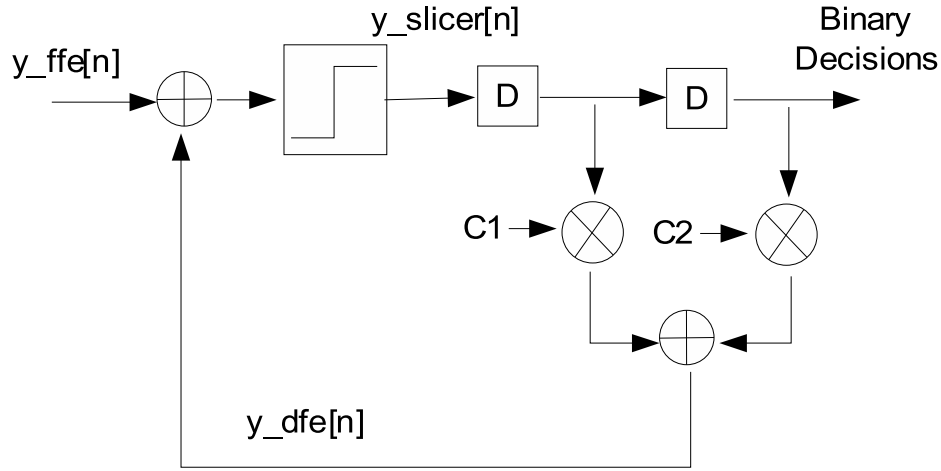 y_slicer[n]
Binary
Decisions
y_ffe[n]
D
D
C1
C2
y_dfe[n]